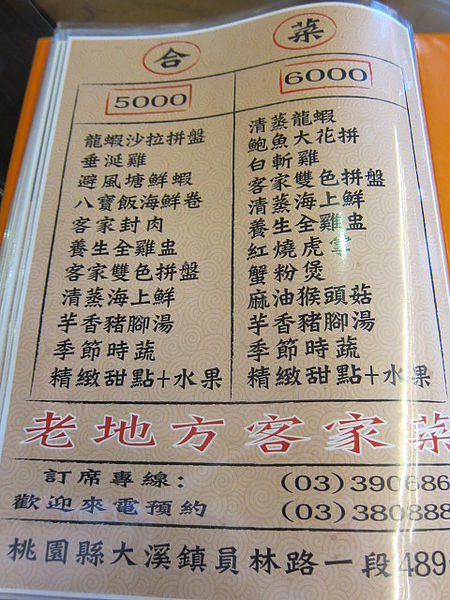 合菜
5000
龍蝦沙拉拼盤
垂涎雞
避風塘鮮蝦
八寶飯海鮮卷
客家封肉
養生全雞盅
客家雙色拼盤
清蒸海上鮮
芋香豬腳湯
季節時蔬
精緻甜點+水果
6000
清蒸龍蝦
鮑魚大花拼
白斬雞
客家雙色拼盤
清蒸海上鮮
養生全雞盅
紅燒虎掌
蟹粉煲
麻油猴頭菇
芋香豬腳湯
季節時蔬
精緻甜點+水果
老地方客家菜
訂席專線: (03)390686
歡迎來電預約 (03)380888
桃園縣大溪鎮員林路一段489